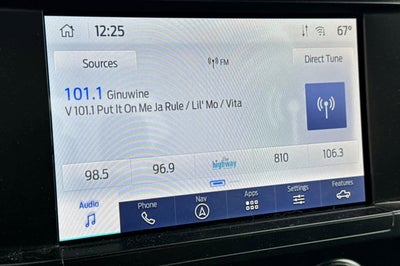 12:25
67°
Sources
FM
Direct Tune
101.1 Ginuwine
V 101.1 Put It On Me Ja Rule / Lil' Mo / Vita
98.5
96.9
highway
810
106.3
Audio
Phone
Nav
Apps
Settings
Features